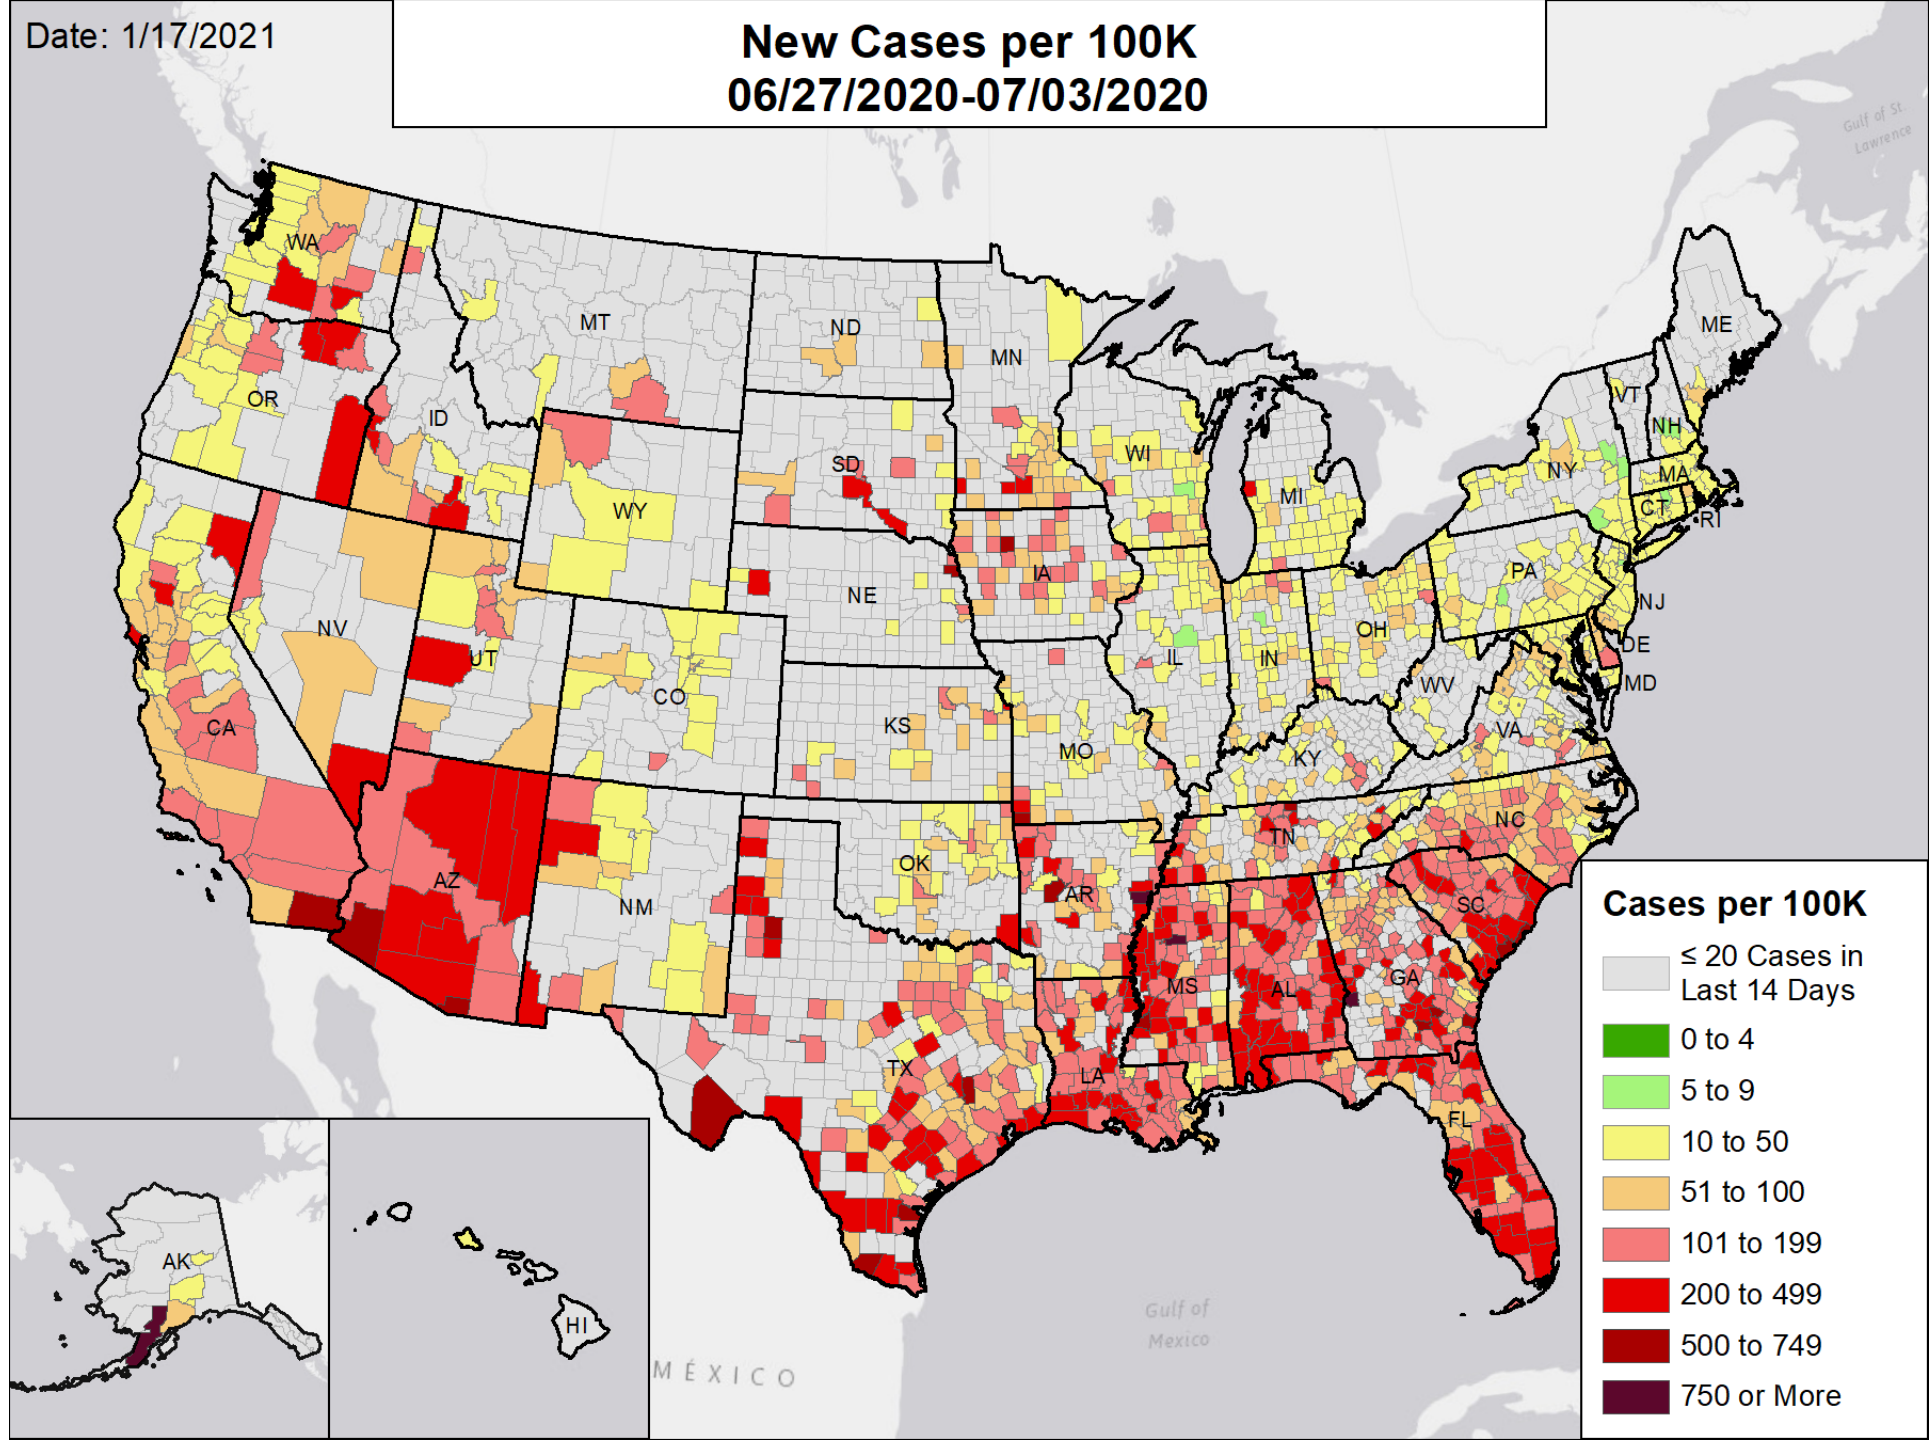 Date: 1/17/2021
New Cases per 100K
06/27/2020-07/03/2020
Gulf of St.
Lawrence
WA
MT
ND
MN
ME
OR
ID
SD
WI
MI
NY
VT
NH
MA
CT
RI
WY
NE
IA
PA
NJ
NV
UT
CO
IL
IN
OH
DE
MD
WV
VA
CA
KS
MO
KY
AZ
NM
OK
AR
TN
NC
SC
MS
AL
GA
TX
LA
FL
AK
HI
Gulf of
Mexico
MÉXICO
Cases per 100K
≤ 20 Cases in
Last 14 Days
0 to 4
5 to 9
10 to 50
51 to 100
101 to 199
200 to 499
500 to 749
750 or More